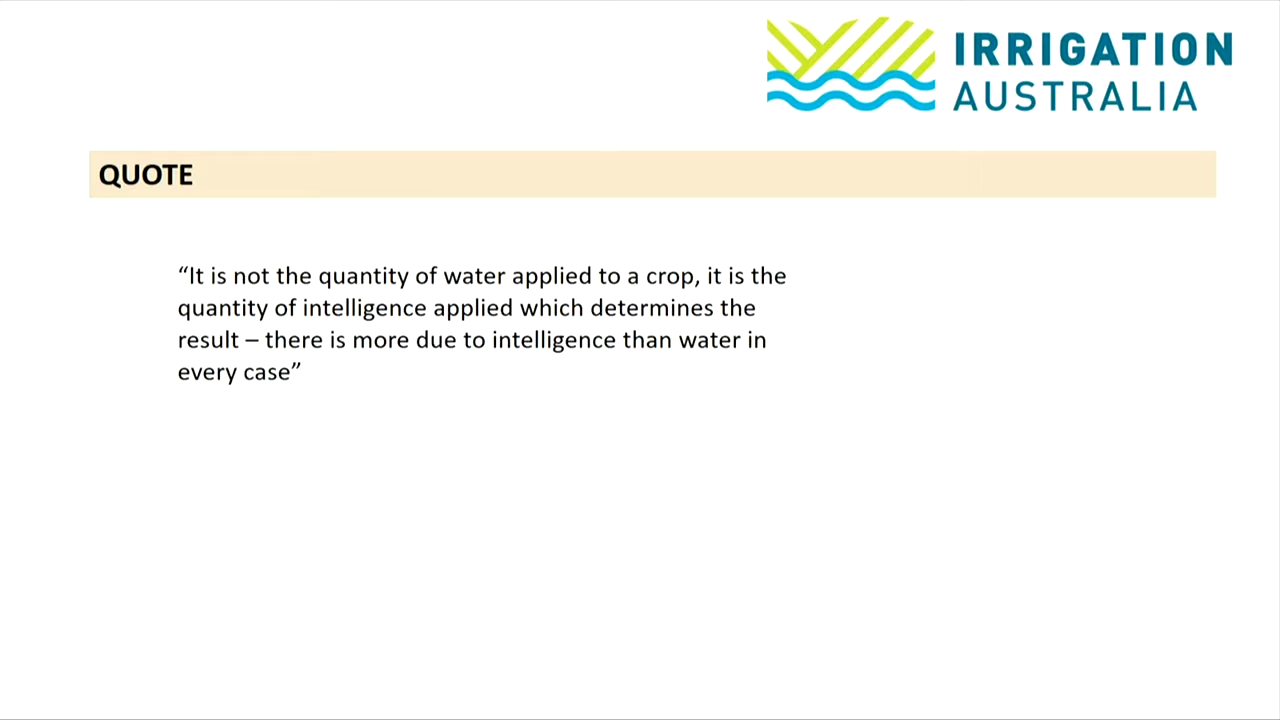 IRRIGATION
AUSTRALIA
QUOTE
“It is not the quantity of water applied to a crop, it is the
quantity of intelligence applied which determines the
result – there is more due to intelligence than water in
every case”